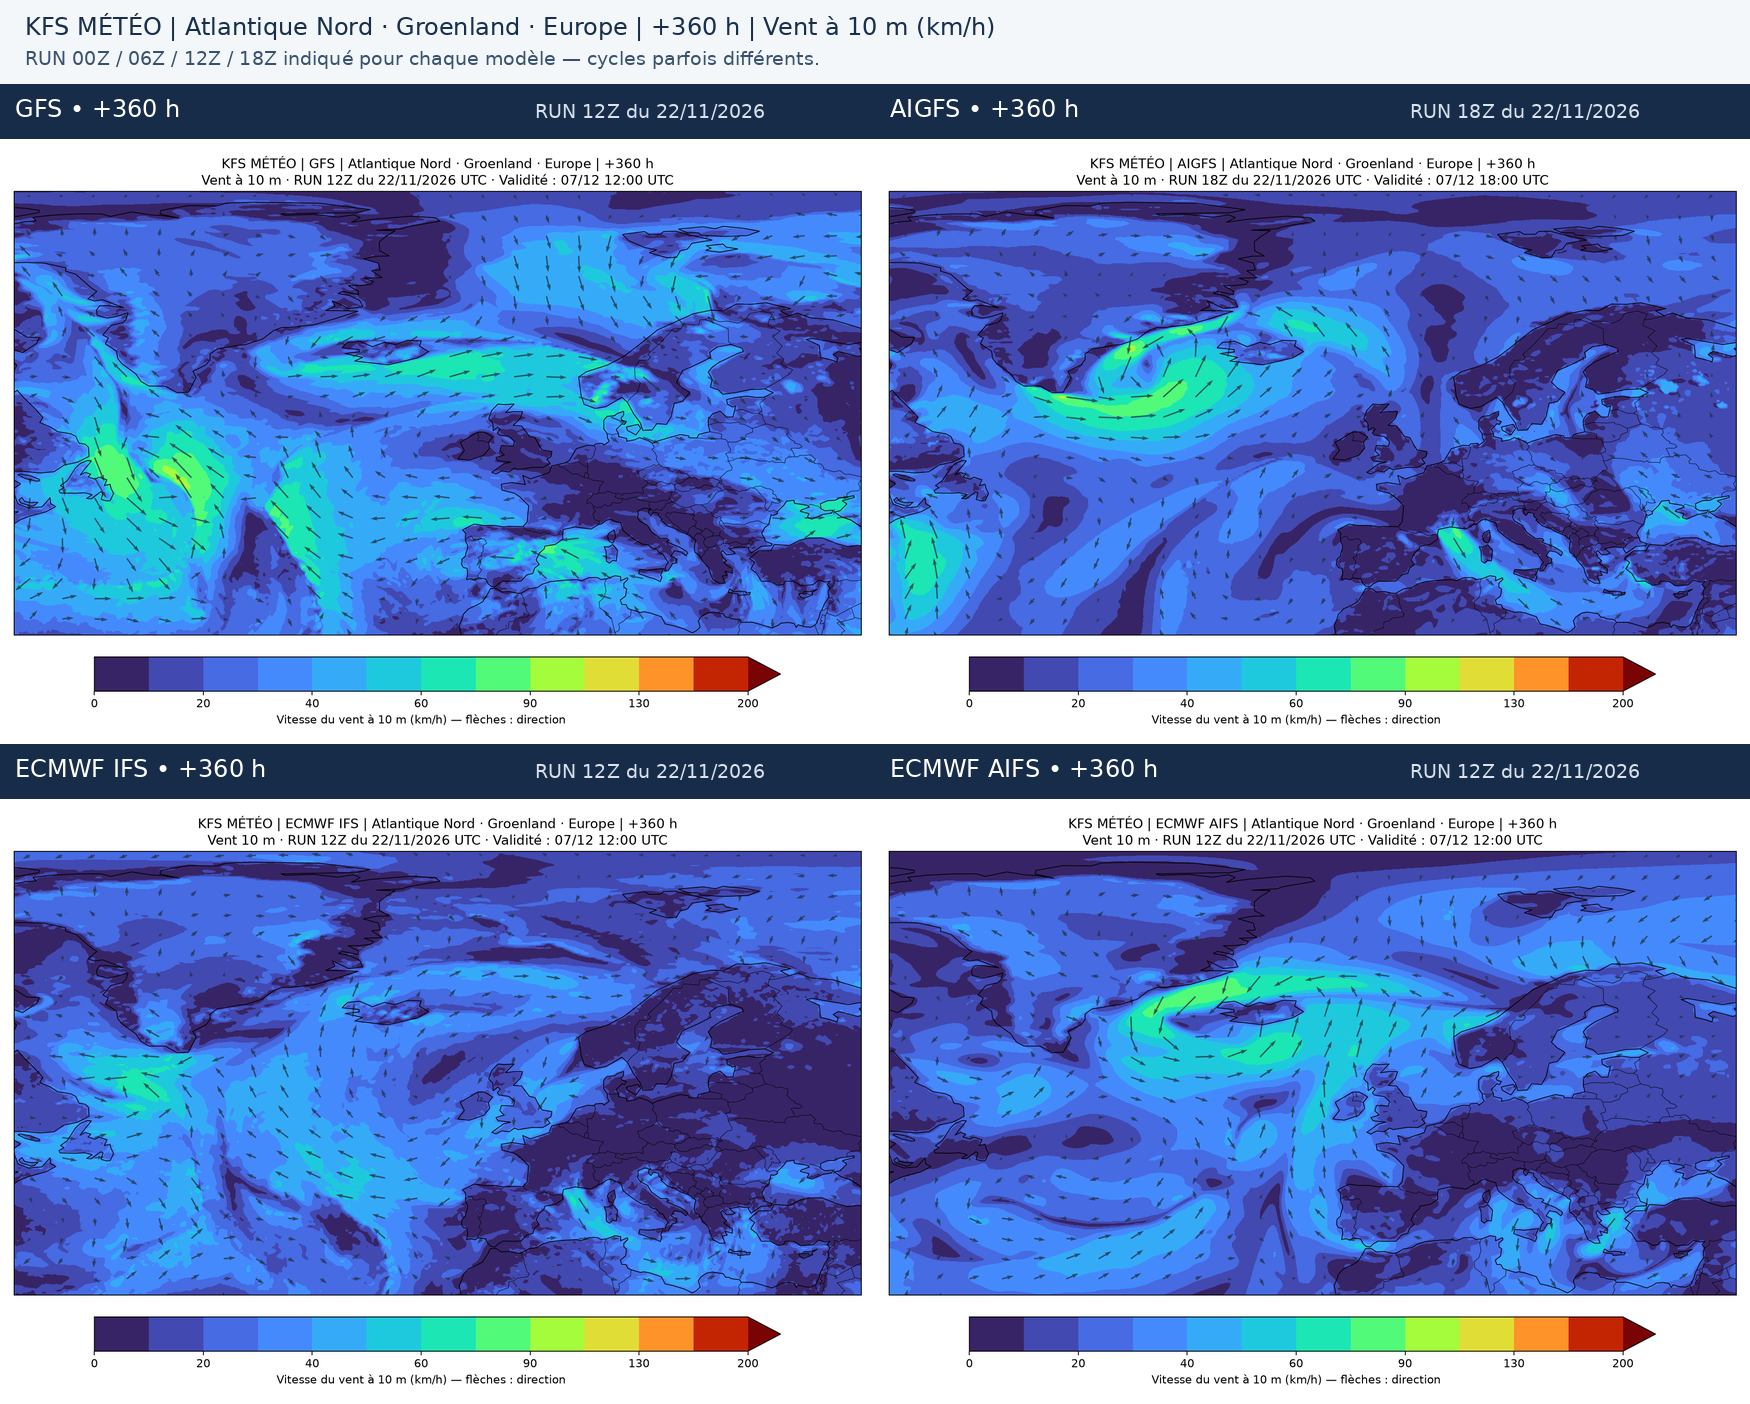 KFS MÉTÉO | Atlantique Nord · Groenland · Europe | +360 h | Vent à 10 m (km/h)
RUN 00Z / 06Z / 12Z / 18Z indiqué pour chaque modèle — cycles parfois différents.
GFS • +360 h
RUN 12Z du 22/11/2026
AIGFS • +360 h
RUN 18Z du 22/11/2026
KFS MÉTÉO | GFS | Atlantique Nord · Groenland · Europe | +360 h
Vent à 10 m · RUN 12Z du 22/11/2026 UTC · Validité : 07/12 12:00 UTC
KFS MÉTÉO | AIGFS | Atlantique Nord · Groenland · Europe | +360 h
Vent à 10 m · RUN 18Z du 22/11/2026 UTC · Validité : 07/12 18:00 UTC
0 20 40 60 90 130 200
Vitesse du vent à 10 m (km/h) — flèches : direction
0 20 40 60 90 130 200
Vitesse du vent à 10 m (km/h) — flèches : direction
ECMWF IFS • +360 h
RUN 12Z du 22/11/2026
ECMWF AIFS • +360 h
RUN 12Z du 22/11/2026
KFS MÉTÉO | ECMWF IFS | Atlantique Nord · Groenland · Europe | +360 h
Vent 10 m · RUN 12Z du 22/11/2026 UTC · Validité : 07/12 12:00 UTC
KFS MÉTÉO | ECMWF AIFS | Atlantique Nord · Groenland · Europe | +360 h
Vent 10 m · RUN 12Z du 22/11/2026 UTC · Validité : 07/12 12:00 UTC
0 20 40 60 90 130 200
Vitesse du vent à 10 m (km/h) — flèches : direction
0 20 40 60 90 130 200
Vitesse du vent à 10 m (km/h) — flèches : direction